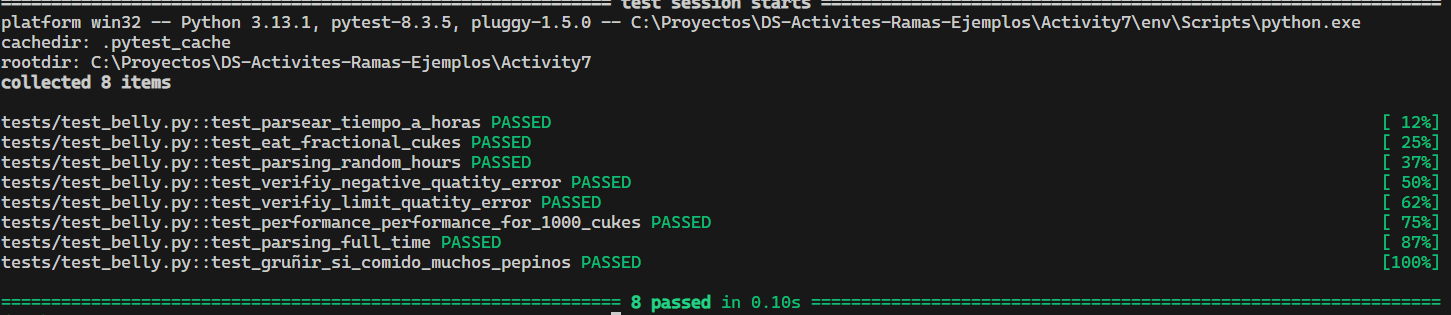 ============================================================= test session starts ==============================================================
platform win32 -- Python 3.13.1, pytest-8.3.5, pluggy-1.5.0 -- C:\Proyectos\DS-Activites-Ramas-Ejemplos\Activity7\env\Scripts\python.exe
cachedir: .pytest_cache
rootdir: C:\Proyectos\DS-Activites-Ramas-Ejemplos\Activity7
collected 8 items
tests/test_belly.py::test_parsear_tiempo_a_horas PASSED [ 12%]
tests/test_belly.py::test_eat_fractional_cukes PASSED [ 25%]
tests/test_belly.py::test_parsing_random_hours PASSED [ 37%]
tests/test_belly.py::test_verifiy_negative_quatity_error PASSED [ 50%]
tests/test_belly.py::test_verifiy_limit_quatity_error PASSED [ 62%]
tests/test_belly.py::test_performance_performance_for_1000_cukes PASSED [ 75%]
tests/test_belly.py::test_parsing_full_time PASSED [ 87%]
tests/test_belly.py::test_gruñir_si_comido_muchos_pepinos PASSED [100%]
============================================================== 8 passed in 0.10s ===============================================================